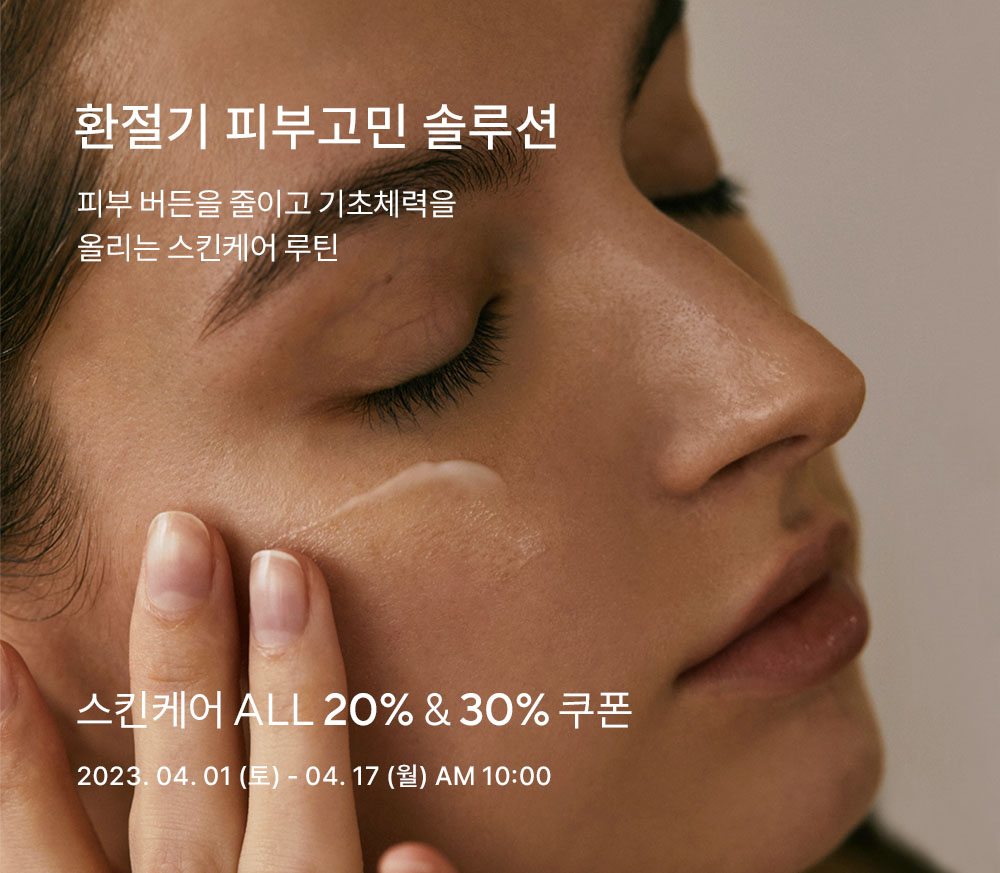 환절기 피부고민 솔루션
피부 버든을 줄이고 기초체력을
올리는 스킨케어 루틴
스킨케어 ALL 20% & 30% 쿠폰
2023. 04. 01 (토) - 04. 17 (월) AM 10:00